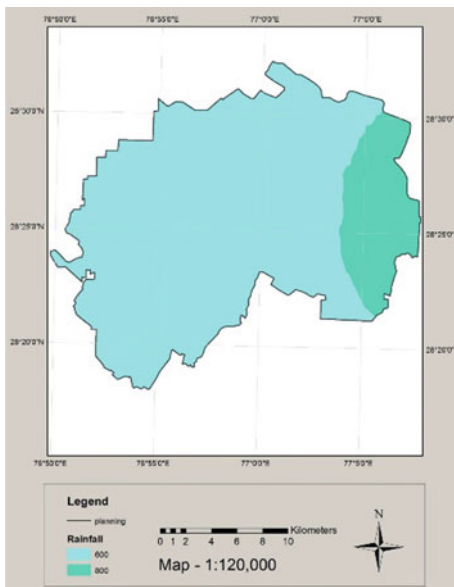 76°50'0"E 76°55'0"E 77°0'0"E 77°0'0"E
28°30'0"N 28°30'0"N
28°25'0"N 28°25'0"N
28°20'0"N 28°20'0"N
76°50'0"E 76°55'0"E 77°0'0"E 77°5'0"E
Legend
planning
Rainfall
600
800
0 1 2 4 6 8 10 Kilometers
Map - 1:120,000
N